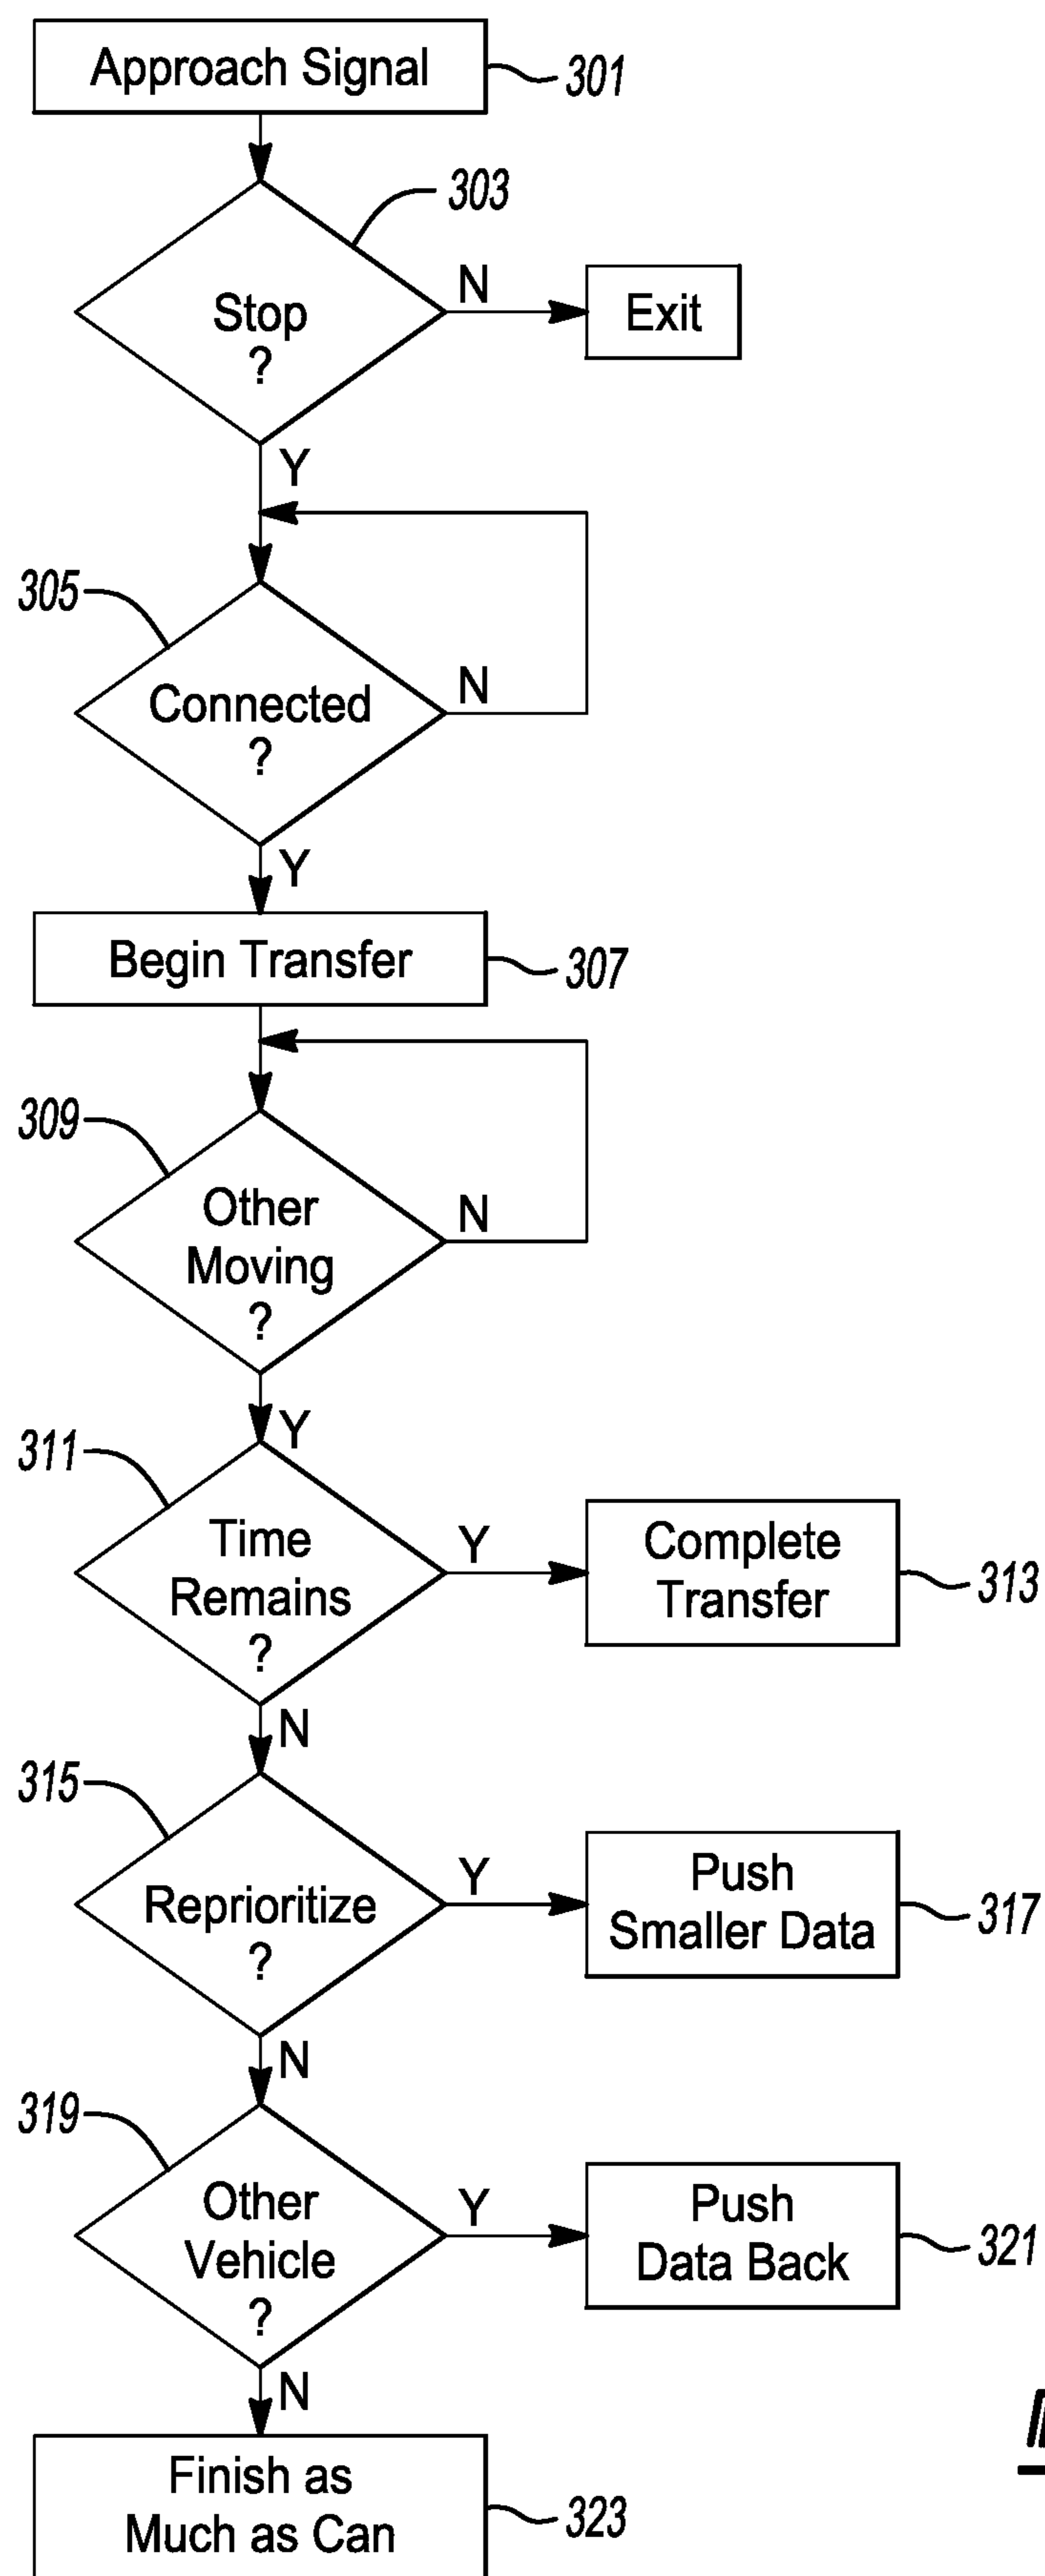 Approach Signal
301
303
Stop
?
N
Exit
Y
305
Connected
?
N
Y
Begin Transfer
307
309
Other
Moving
?
N
Y
311
Time
Remains
?
Y
Complete
Transfer
313
N
315
Reprioritize
?
Y
Push
Smaller Data
317
N
319
Other
Vehicle
?
Y
Push
Data Back
321
N
Finish as
Much as Can
323